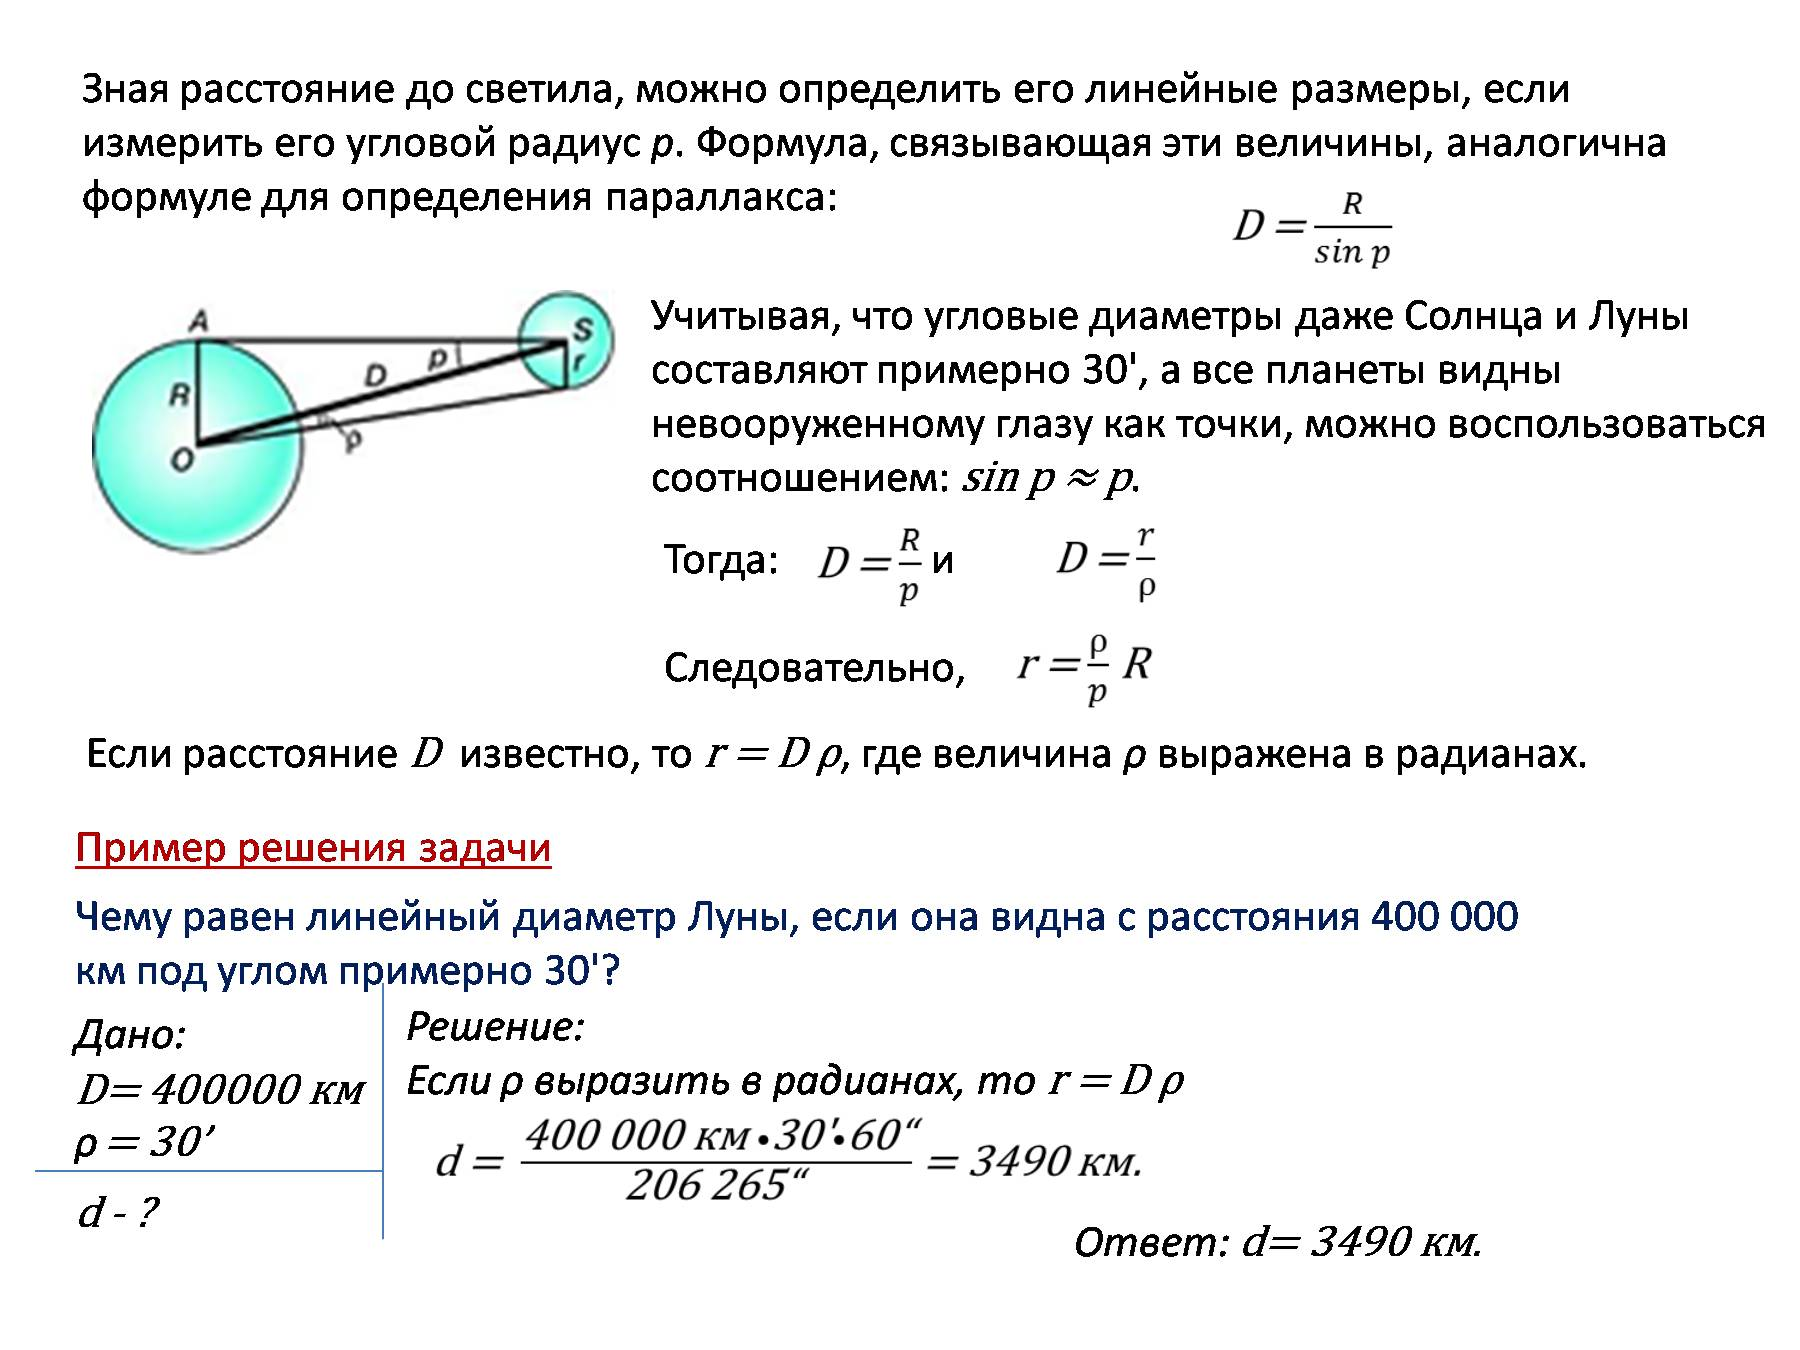 Зная расстояние до светила, можно определить его линейные размеры, если
измерить его угловой радиус p. Формула, связывающая эти величины, аналогична
формуле для определения параллакса:
D = R / sin p
A
S
r
p
D
R
ρ
O
Учитывая, что угловые диаметры даже Солнца и Луны
составляют примерно 30', а все планеты видны
невооруженному глазу как точки, можно воспользоваться
соотношением: sin p ≈ p.
Тогда: D = R / p и D = r / ρ
Следовательно, r = ρ / p R
Если расстояние D известно, то r = D ρ, где величина ρ выражена в радианах.
Пример решения задачи
Чему равен линейный диаметр Луны, если она видна с расстояния 400 000
км под углом примерно 30'?
Дано:
D= 400000 км
ρ = 30’
d - ?
Решение:
Если ρ выразить в радианах, то r = D ρ
d = 400 000 км•30'•60“ / 206 265“ = 3490 км.
Ответ: d= 3490 км.